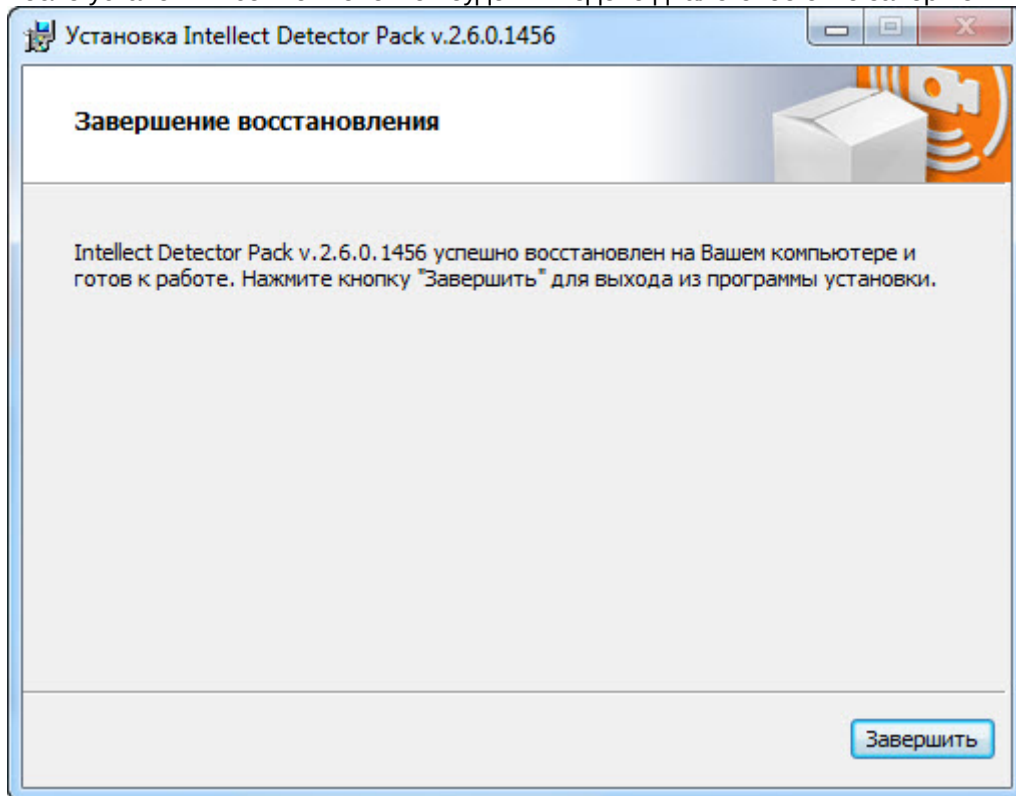 Установка Intellect Detector Pack v.2.6.0.1456
Завершение восстановления
Intellect Detector Pack v.2.6.0.1456 успешно восстановлен на Вашем компьютере и
готов к работе. Нажмите кнопку "Завершить" для выхода из программы установки.
Завершить